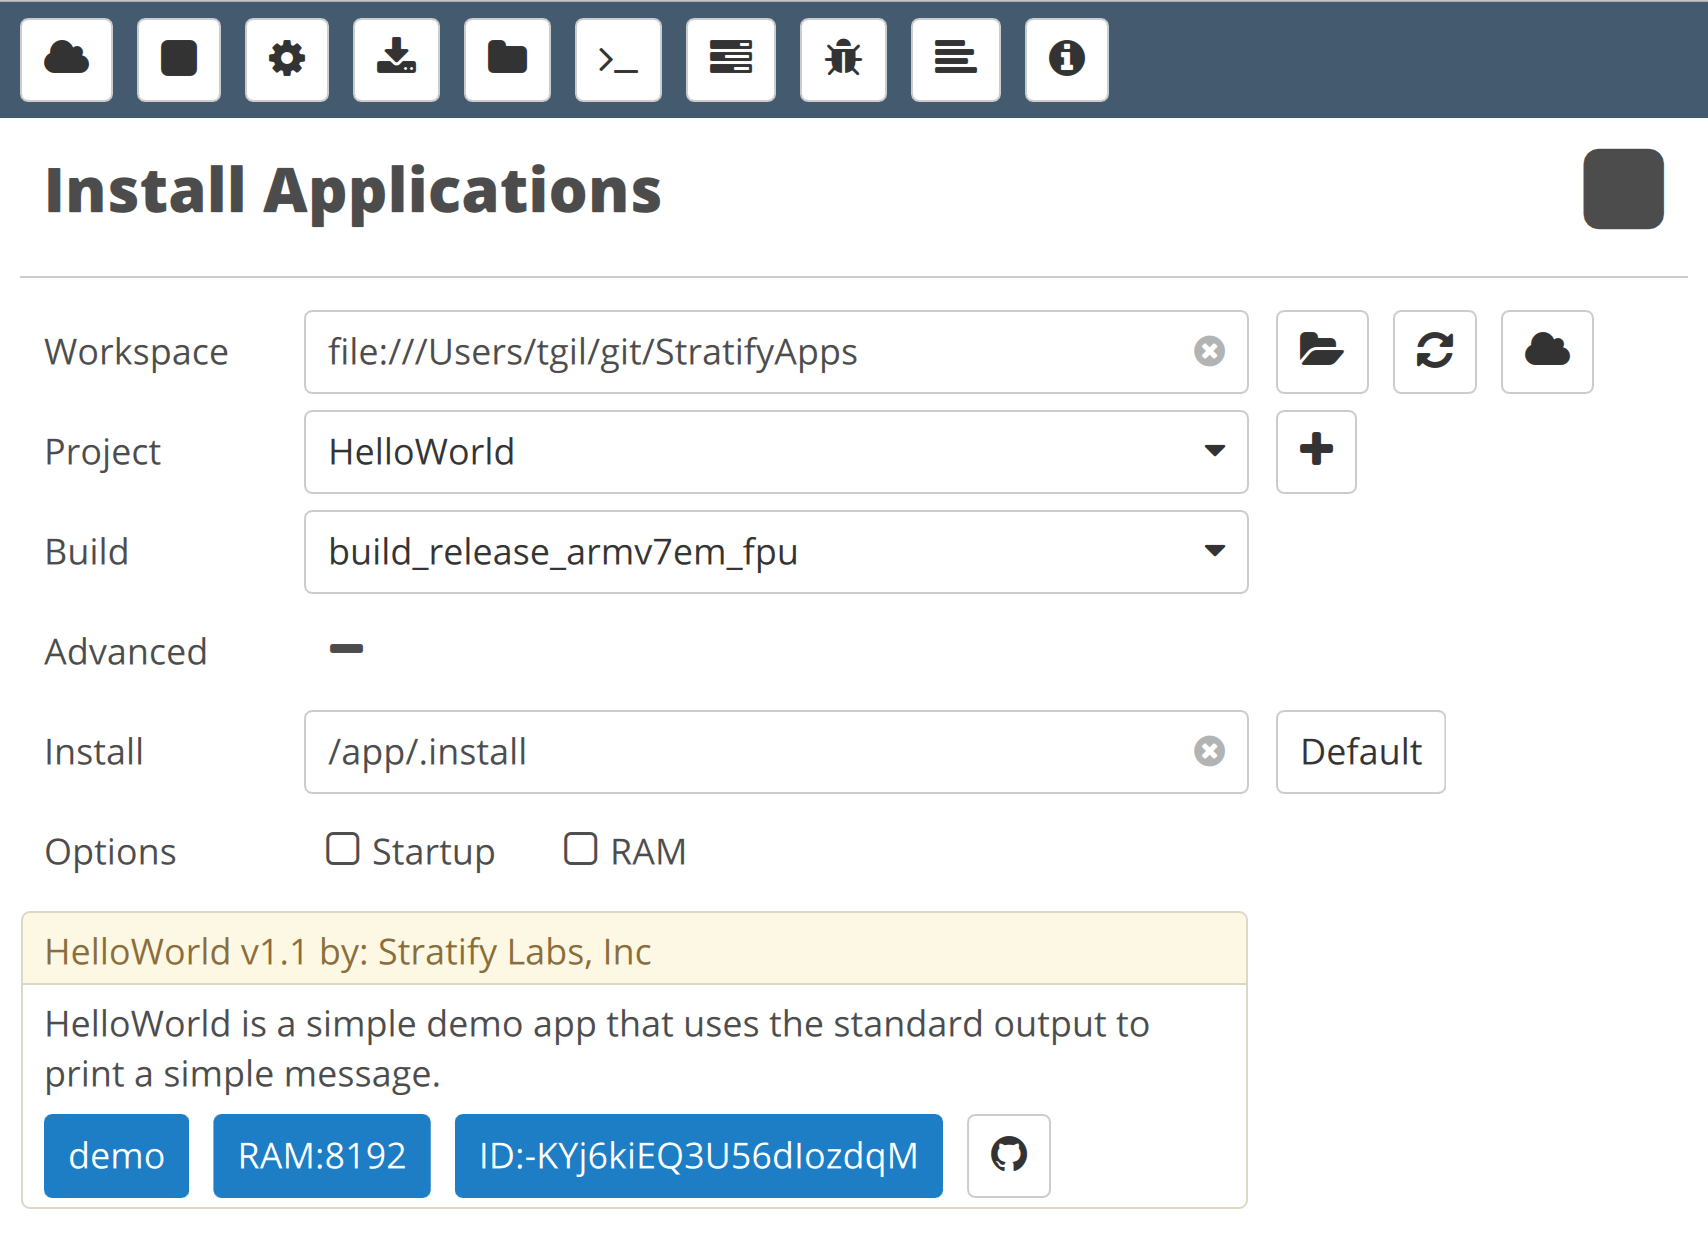 Install Applications
Workspace
file:///Users/tgil/git/StratifyApps
Project
HelloWorld
Build
build_release_armv7em_fpu
Advanced
Install
/app/.install
Default
Options
Startup
RAM
HelloWorld v1.1 by: Stratify Labs, Inc
HelloWorld is a simple demo app that uses the standard output to
print a simple message.
demo
RAM:8192
ID:-KYj6kiEQ3U56dIozdqM